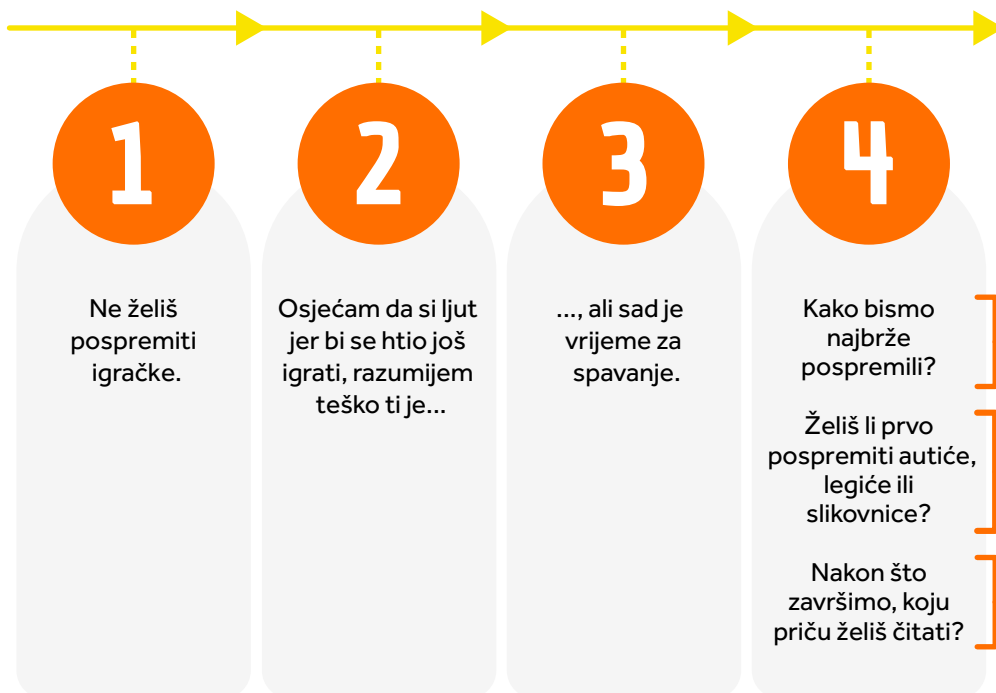 1
Ne želiš
pospremiti
igračke.
2
Osjećam da si ljut
jer bi se htio još
igrati, razumijem
teško ti je...
3
..., ali sad je
vrijeme za
spavanje.
4
Kako bismo
najbrže
pospremili?
Želiš li prvo
pospremiti autiće,
legiće ili
slikovnice?
Nakon što
završimo, koju
priču želiš čitati?